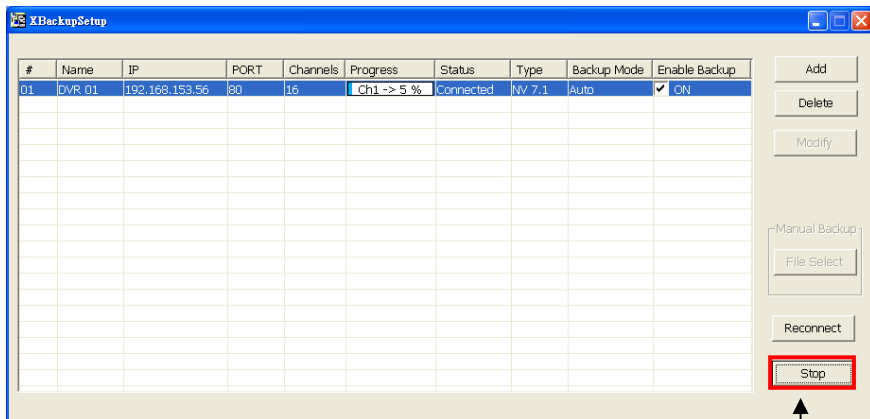 XBackupSetup
# Name IP PORT Channels Progress Status Type Backup Mode Enable Backup
01 DVR 01 192.168.153.56 80 16 Ch1 -> 5 % Connected NV 7.1 Auto ON
Add
Delete
Modify
Manual Backup
File Select
Reconnect
Stop